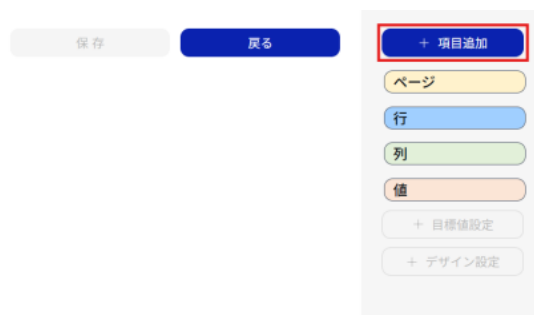 保存
戻る
＋ 項目追加
ページ
行
列
値
＋ 目標値設定
＋ デザイン設定